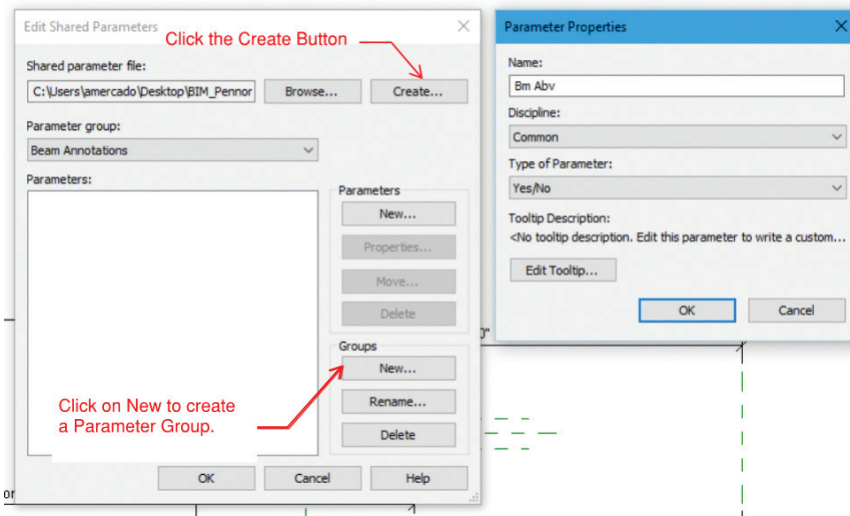 Edit Shared Parameters
Click the Create Button
Shared parameter file:
C:\Users\amercado\Desktop\BIM_Pennor
Browse...
Create...
Parameter group:
Beam Annotations
Parameters:
Parameters
New...
Properties...
Move...
Delete
Groups
New...
Rename...
Delete
Click on New to create
a Parameter Group.
OK
Cancel
Help
Parameter Properties
Name:
Bm Abv
Discipline:
Common
Type of Parameter:
Yes/No
Tooltip Description:
<No tooltip description. Edit this parameter to write a custom...
Edit Tooltip...
OK
Cancel
0"
or